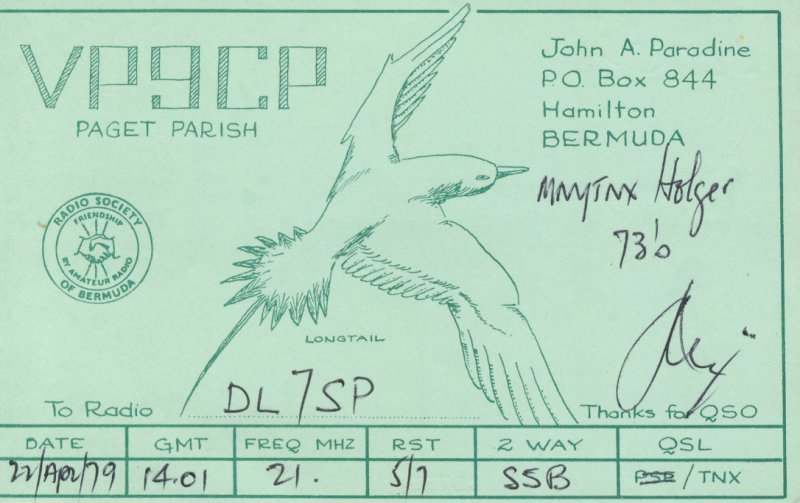 VP9CP
PAGET PARISH
John A. Paradine
P.O. Box 844
Hamilton
BERMUDA
MNYTNX Holger
73's
RADIO SOCIETY
OF BERMUDA
FRIENDSHIP
BY AMATEUR RADIO
LONGTAIL
To Radio DL7SP
Thanks for QSO
DATE GMT FREQ MHZ RST 2 WAY QSL
22/Apr/79 14.01 21. 5/7 SSB PSE / TNX